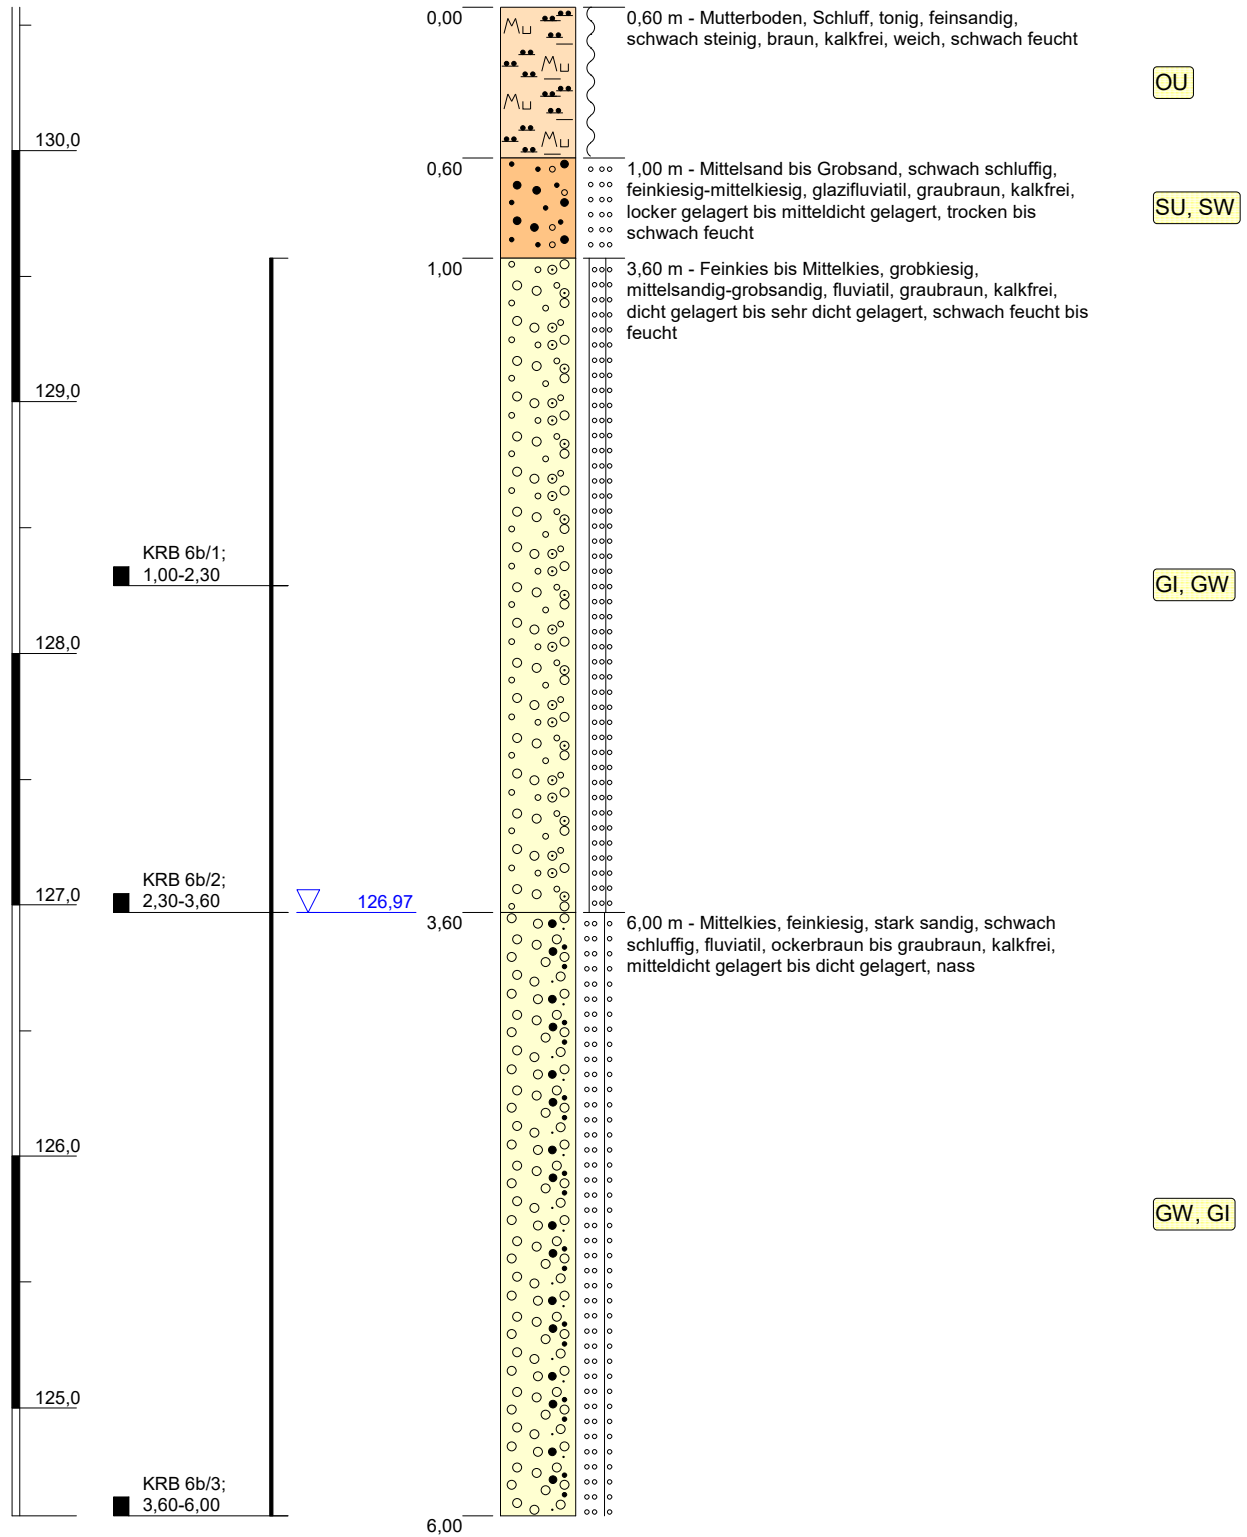 0,00
0,60 m - Mutterboden, Schluff, tonig, feinsandig,
schwach steinig, braun, kalkfrei, weich, schwach feucht
OU
130,0
0,60
1,00 m - Mittelsand bis Grobsand, schwach schluffig,
feinkiesig-mittelkiesig, glazifluviatil, graubraun, kalkfrei,
locker gelagert bis mitteldicht gelagert, trocken bis
schwach feucht
SU, SW
1,00
3,60 m - Feinkies bis Mittelkies, grobkiesig,
mittelsandig-grobsandig, fluviatil, graubraun, kalkfrei,
dicht gelagert bis sehr dicht gelagert, schwach feucht bis
feucht
129,0
KRB 6b/1;
1,00-2,30
GI, GW
128,0
KRB 6b/2;
2,30-3,60
127,0
126,97
3,60
6,00 m - Mittelkies, feinkiesig, stark sandig, schwach
schluffig, fluviatil, ockerbraun bis graubraun, kalkfrei,
mitteldicht gelagert bis dicht gelagert, nass
126,0
GW, GI
125,0
KRB 6b/3;
3,60-6,00
6,00